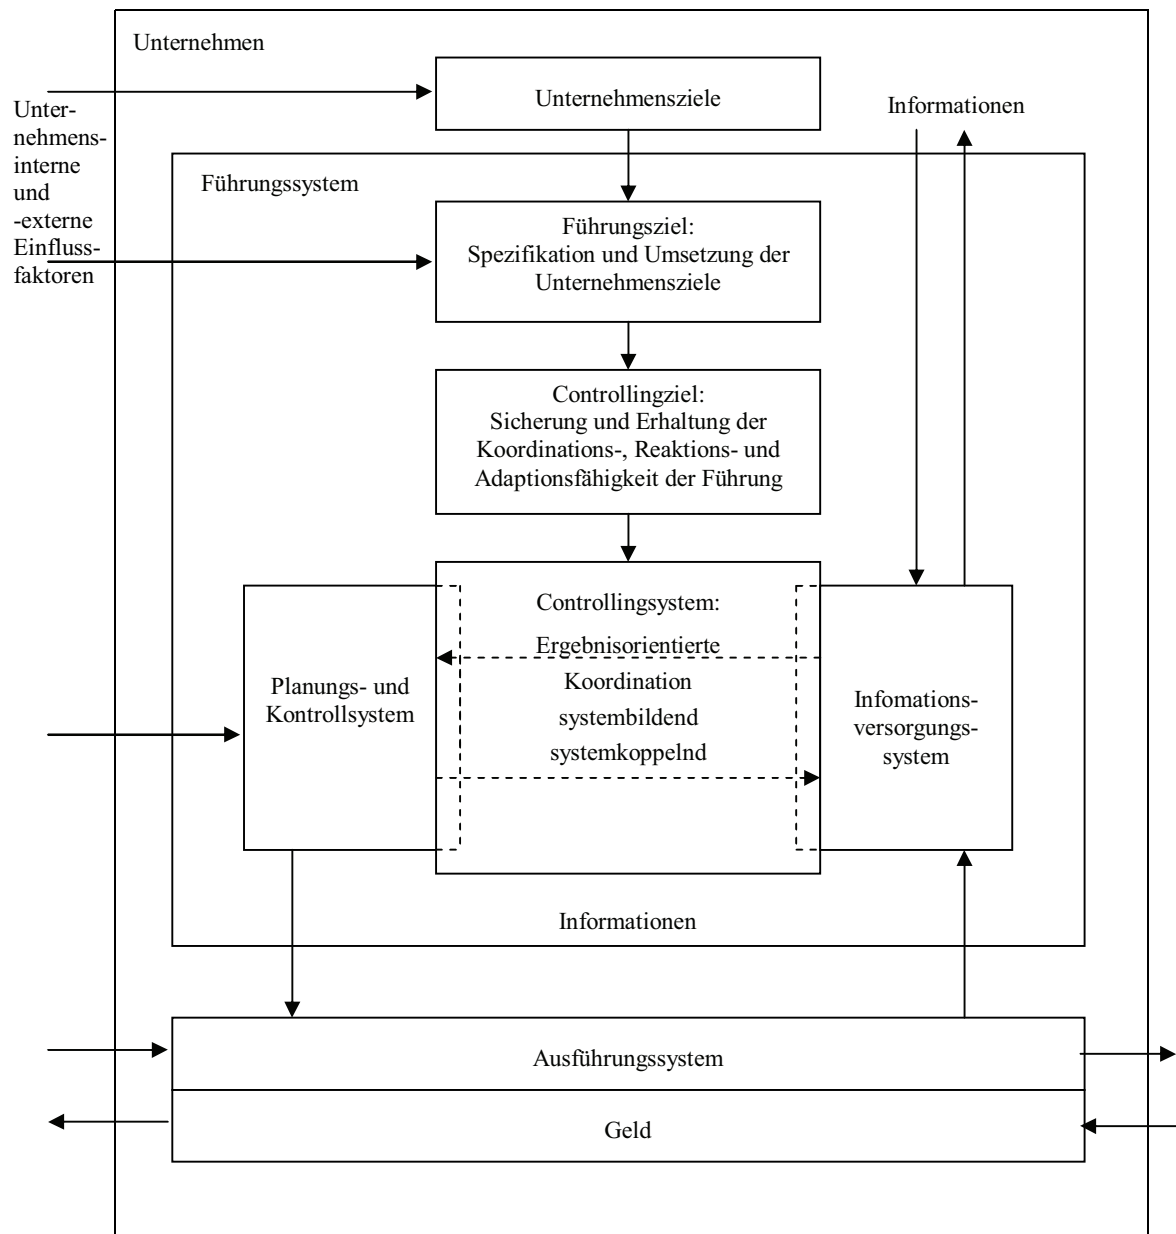 Unternehmen
Unternehmensziele
Informationen
Unter-
nehmens-
interne
und
-externe
Einfluss-
faktoren
Führungssystem
Führungsziel:
Spezifikation und Umsetzung der
Unternehmensziele
Controllingziel:
Sicherung und Erhaltung der
Koordinations-, Reaktions- und
Adaptionsfähigkeit der Führung
Planungs- und
Kontrollsystem
Controllingsystem:
Ergebnisorientierte
Koordination
systembildend
systemkoppelnd
Infomations-
versorgungs-
system
Informationen
Ausführungssystem
Geld